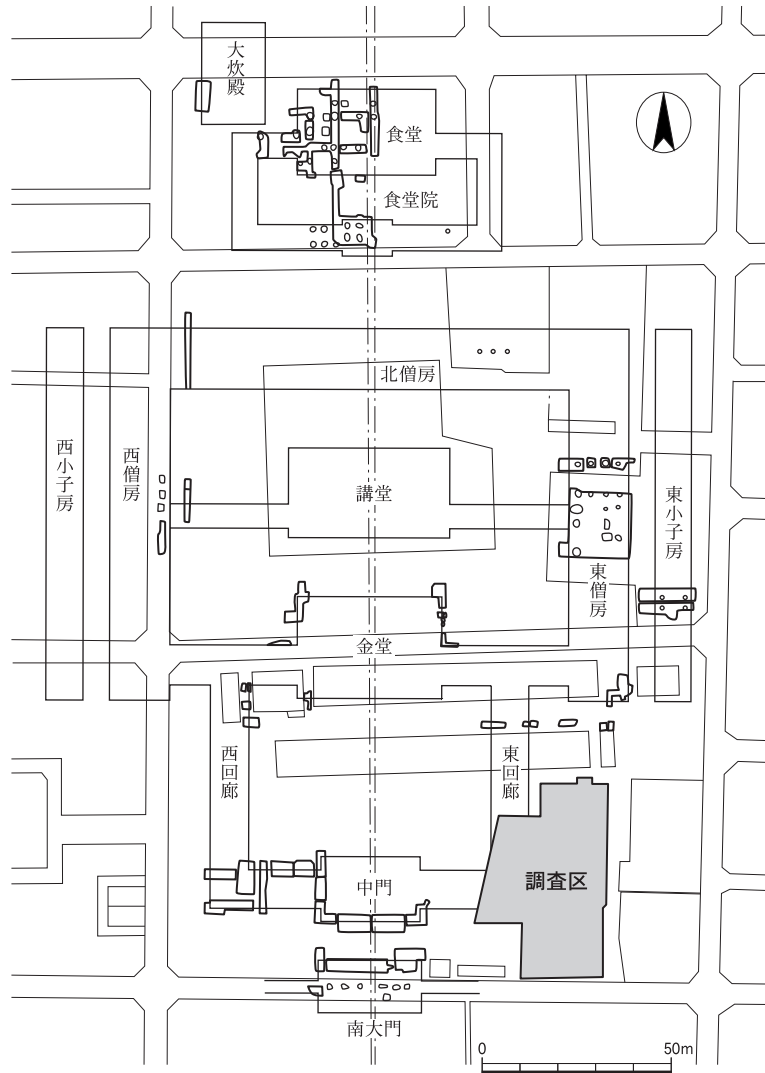 大炊殿
食堂
食堂院
北僧房
西小子房
西僧房
講堂
東小子房
東僧房
金堂
西回廊
東回廊
中門
調査区
南大門
0
50m